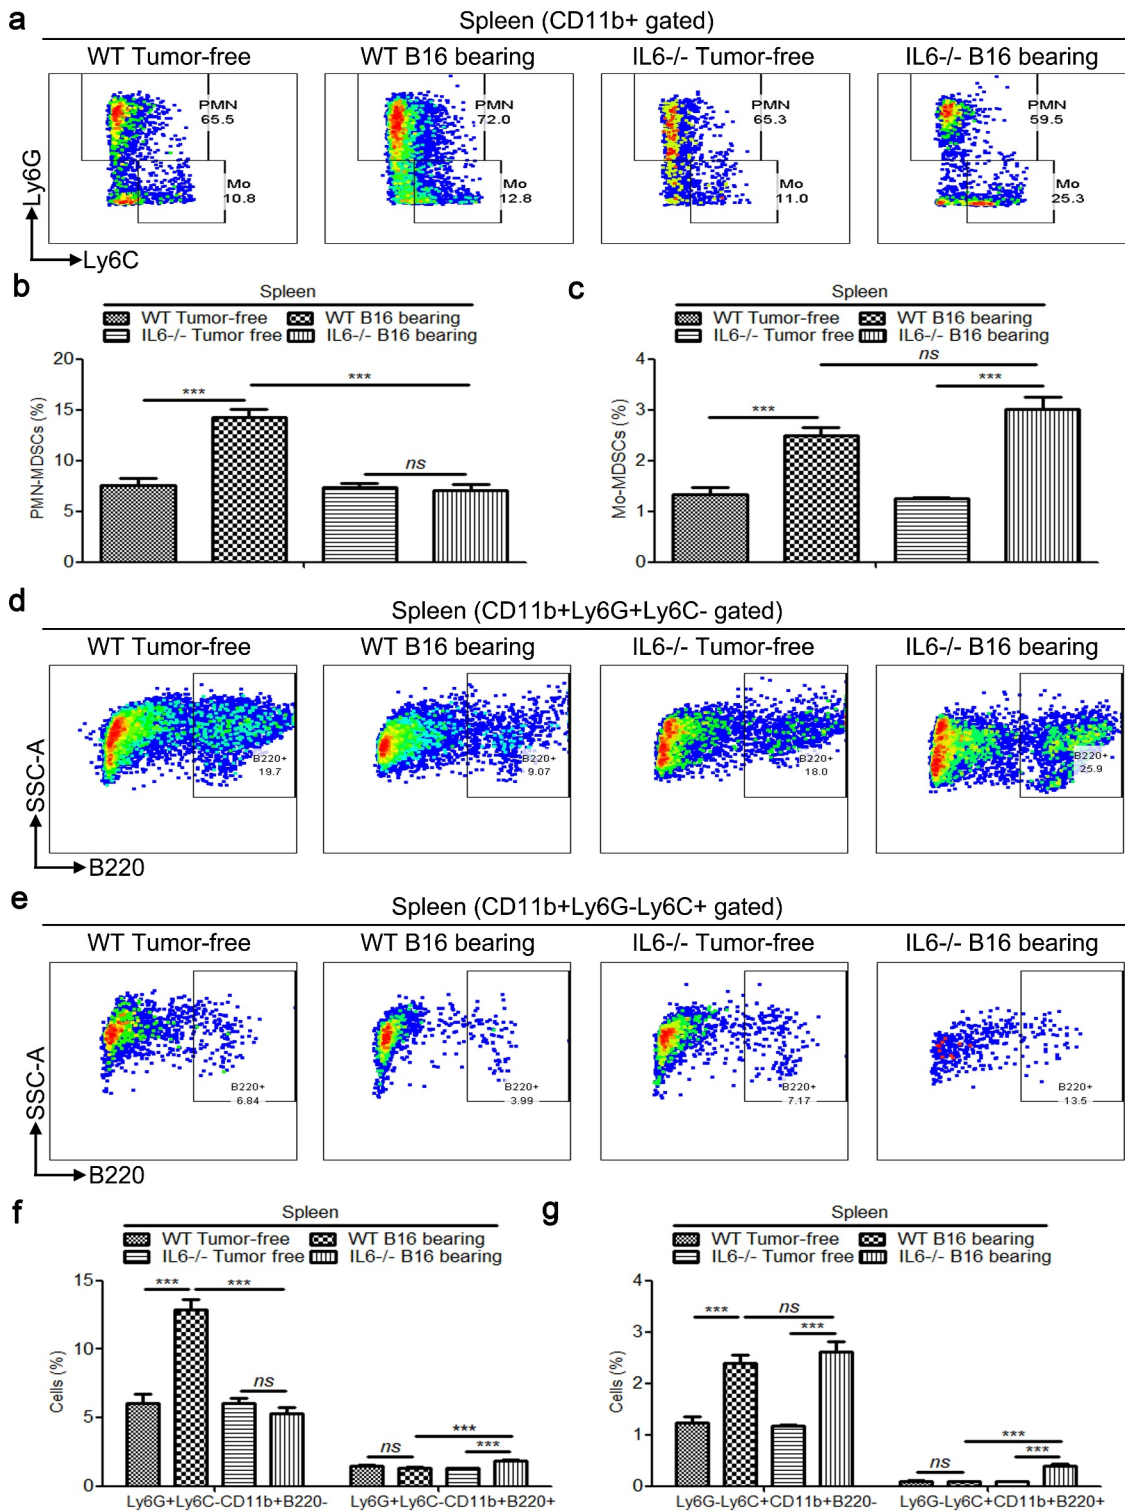 a
Spleen (CD11b+ gated)
WT Tumor-free WT B16 bearing IL6-/- Tumor-free IL6-/- B16 bearing
PMN 65.5
Mo 10.8
PMN 72.0
Mo 12.8
PMN 65.3
Mo 11.0
PMN 59.5
Mo 25.3
Ly6G
Ly6C
b
Spleen
WT Tumor-free WT B16 bearing
IL6-/- Tumor free IL6-/- B16 bearing
PMN-MDSCs (%)
20
15
10
5
0
***
***
ns
c
Spleen
WT Tumor-free WT B16 bearing
IL6-/- Tumor free IL6-/- B16 bearing
Mo-MDSCs (%)
4
3
2
1
0
ns
***
***
d
Spleen (CD11b+Ly6G+Ly6C- gated)
WT Tumor-free WT B16 bearing IL6-/- Tumor-free IL6-/- B16 bearing
B220+ 19.7
B220+ 9.07
B220+ 18.0
B220+ 25.9
SSC-A
B220
e
Spleen (CD11b+Ly6G-Ly6C+ gated)
WT Tumor-free WT B16 bearing IL6-/- Tumor-free IL6-/- B16 bearing
B220+ 6.84
B220+ 3.99
B220+ 7.17
B220+ 13.5
SSC-A
B220
f
Spleen
WT Tumor-free WT B16 bearing
IL6-/- Tumor free IL6-/- B16 bearing
Cells (%)
15
10
5
0
*** ***
ns
***
ns ***
Ly6G+Ly6C-CD11b+B220- Ly6G+Ly6C-CD11b+B220+
g
Spleen
WT Tumor-free WT B16 bearing
IL6-/- Tumor free IL6-/- B16 bearing
Cells (%)
4
3
2
1
0
*** ns
***
***
ns ***
Ly6G-Ly6C+CD11b+B220- Ly6G-Ly6C+CD11b+B220+